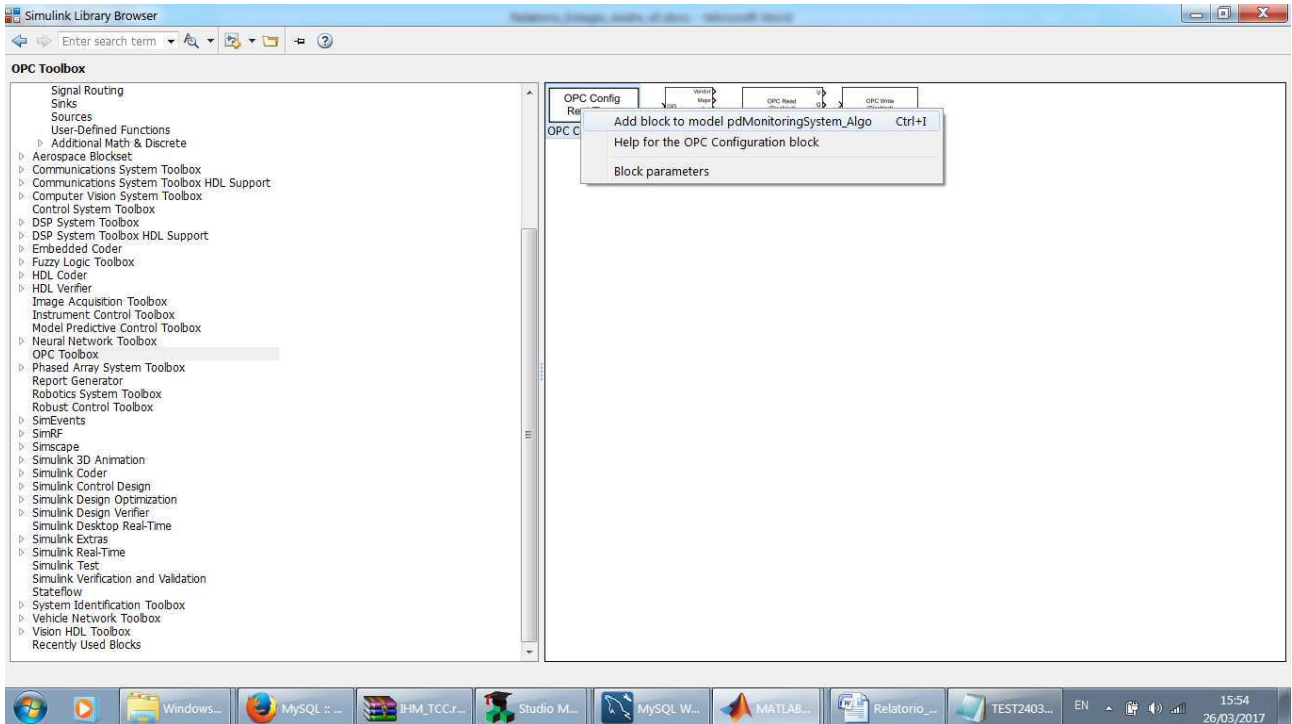 Simulink Library Browser
Enter search term
OPC Toolbox
Signal Routing
Sinks
Sources
User-Defined Functions
Additional Math & Discrete
Aerospace Blockset
Communications System Toolbox
Communications System Toolbox HDL Support
Computer Vision System Toolbox
Control System Toolbox
DSP System Toolbox
DSP System Toolbox HDL Support
Embedded Coder
Fuzzy Logic Toolbox
HDL Coder
HDL Verifier
Image Acquisition Toolbox
Instrument Control Toolbox
Model Predictive Control Toolbox
Neural Network Toolbox
OPC Toolbox
Phased Array System Toolbox
Report Generator
Robotics System Toolbox
Robust Control Toolbox
SimEvents
SimRF
Simscape
Simulink 3D Animation
Simulink Coder
Simulink Control Design
Simulink Design Optimization
Simulink Design Verifier
Simulink Desktop Real-Time
Simulink Extras
Simulink Real-Time
Simulink Test
Simulink Verification and Validation
Stateflow
System Identification Toolbox
Vehicle Network Toolbox
Vision HDL Toolbox
Recently Used Blocks
OPC Config
Re
OPC C
Vendor
Major
OPC Read
V
Q
OPC Write
Add block to model pdMonitoringSystem_Algo Ctrl+I
Help for the OPC Configuration block
Block parameters
Windows... MySQL :: ... IHM_TCC.r... Studio M... MySQL W... MATLAB... Relatorio_... TEST2403... EN 15:54
26/03/2017